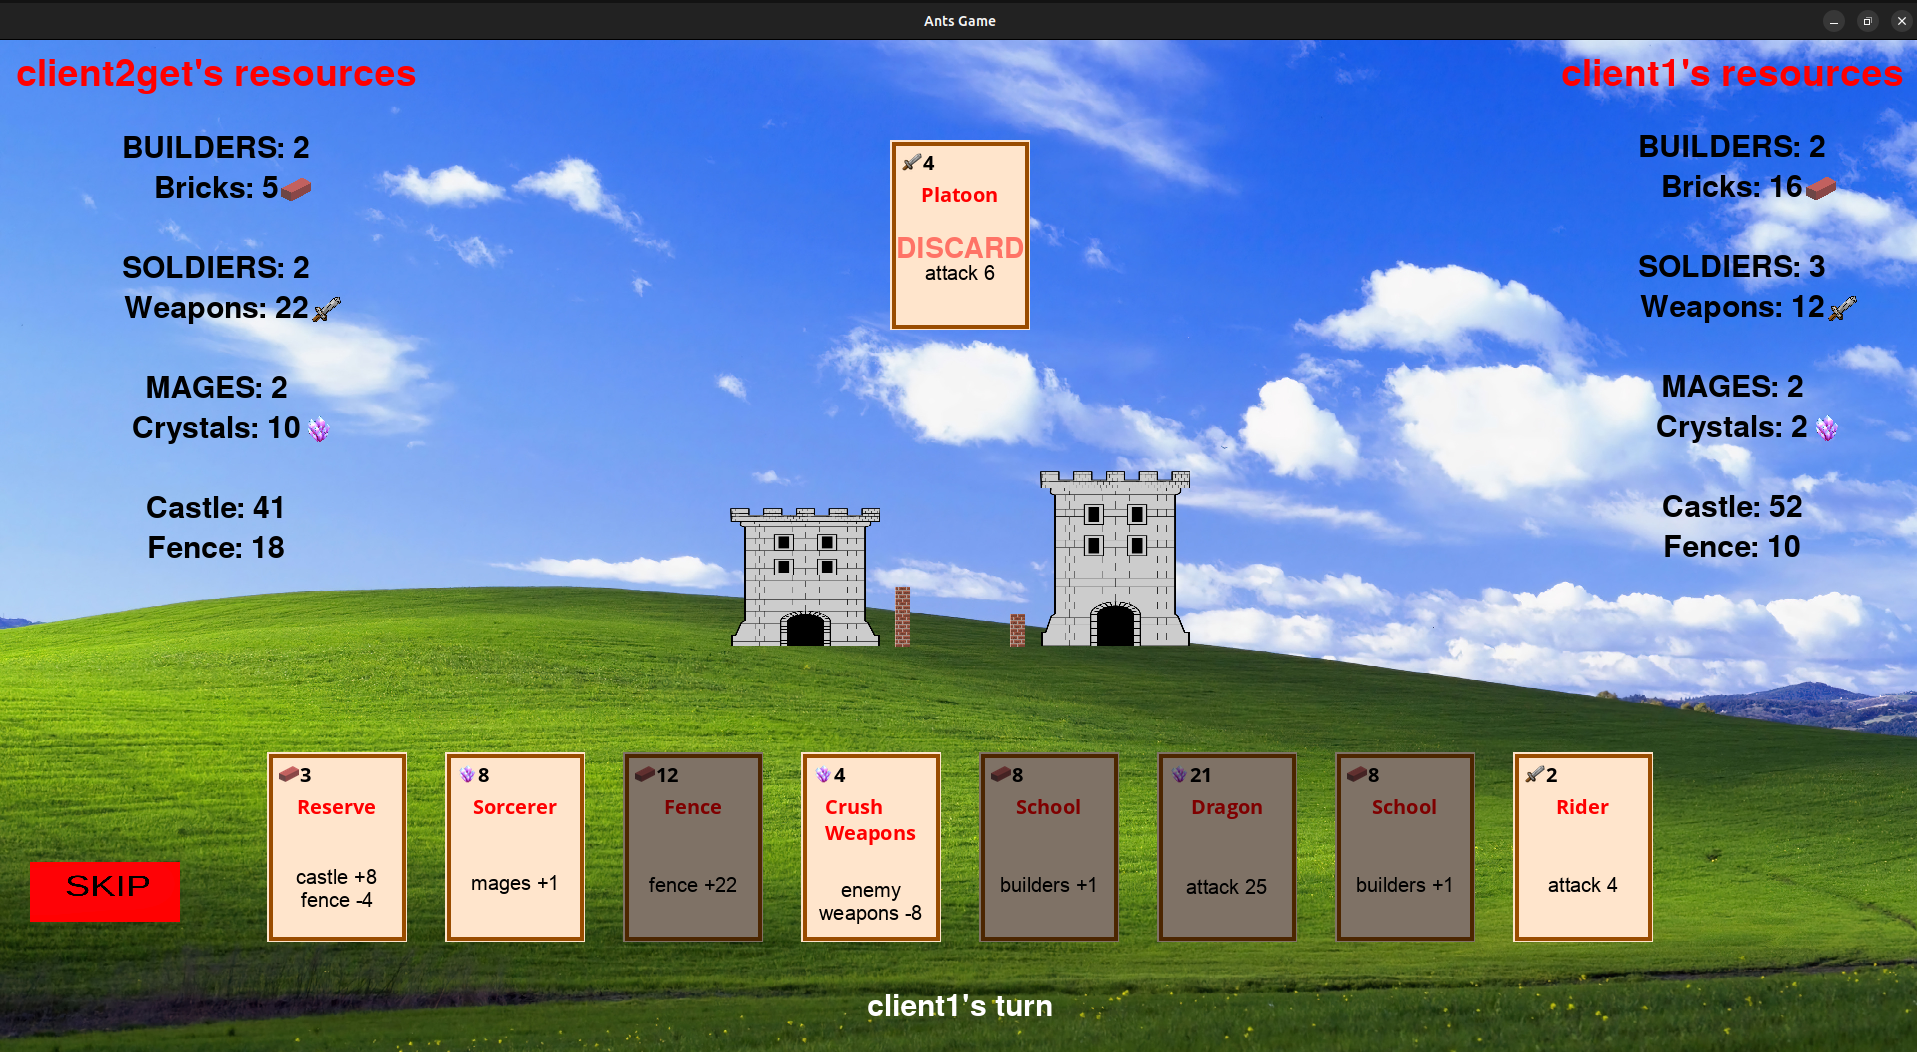 Ants Game
client2get's resources
BUILDERS: 2
Bricks: 5
SOLDIERS: 2
Weapons: 22
MAGES: 2
Crystals: 10
Castle: 41
Fence: 18
4
Platoon
DISCARD
attack 6
client1's resources
BUILDERS: 2
Bricks: 16
SOLDIERS: 3
Weapons: 12
MAGES: 2
Crystals: 2
Castle: 52
Fence: 10
SKIP
3
Reserve
castle +8
fence -4
8
Sorcerer
mages +1
12
Fence
fence +22
4
Crush
Weapons
enemy
weapons -8
8
School
builders +1
21
Dragon
attack 25
8
School
builders +1
2
Rider
attack 4
client1's turn